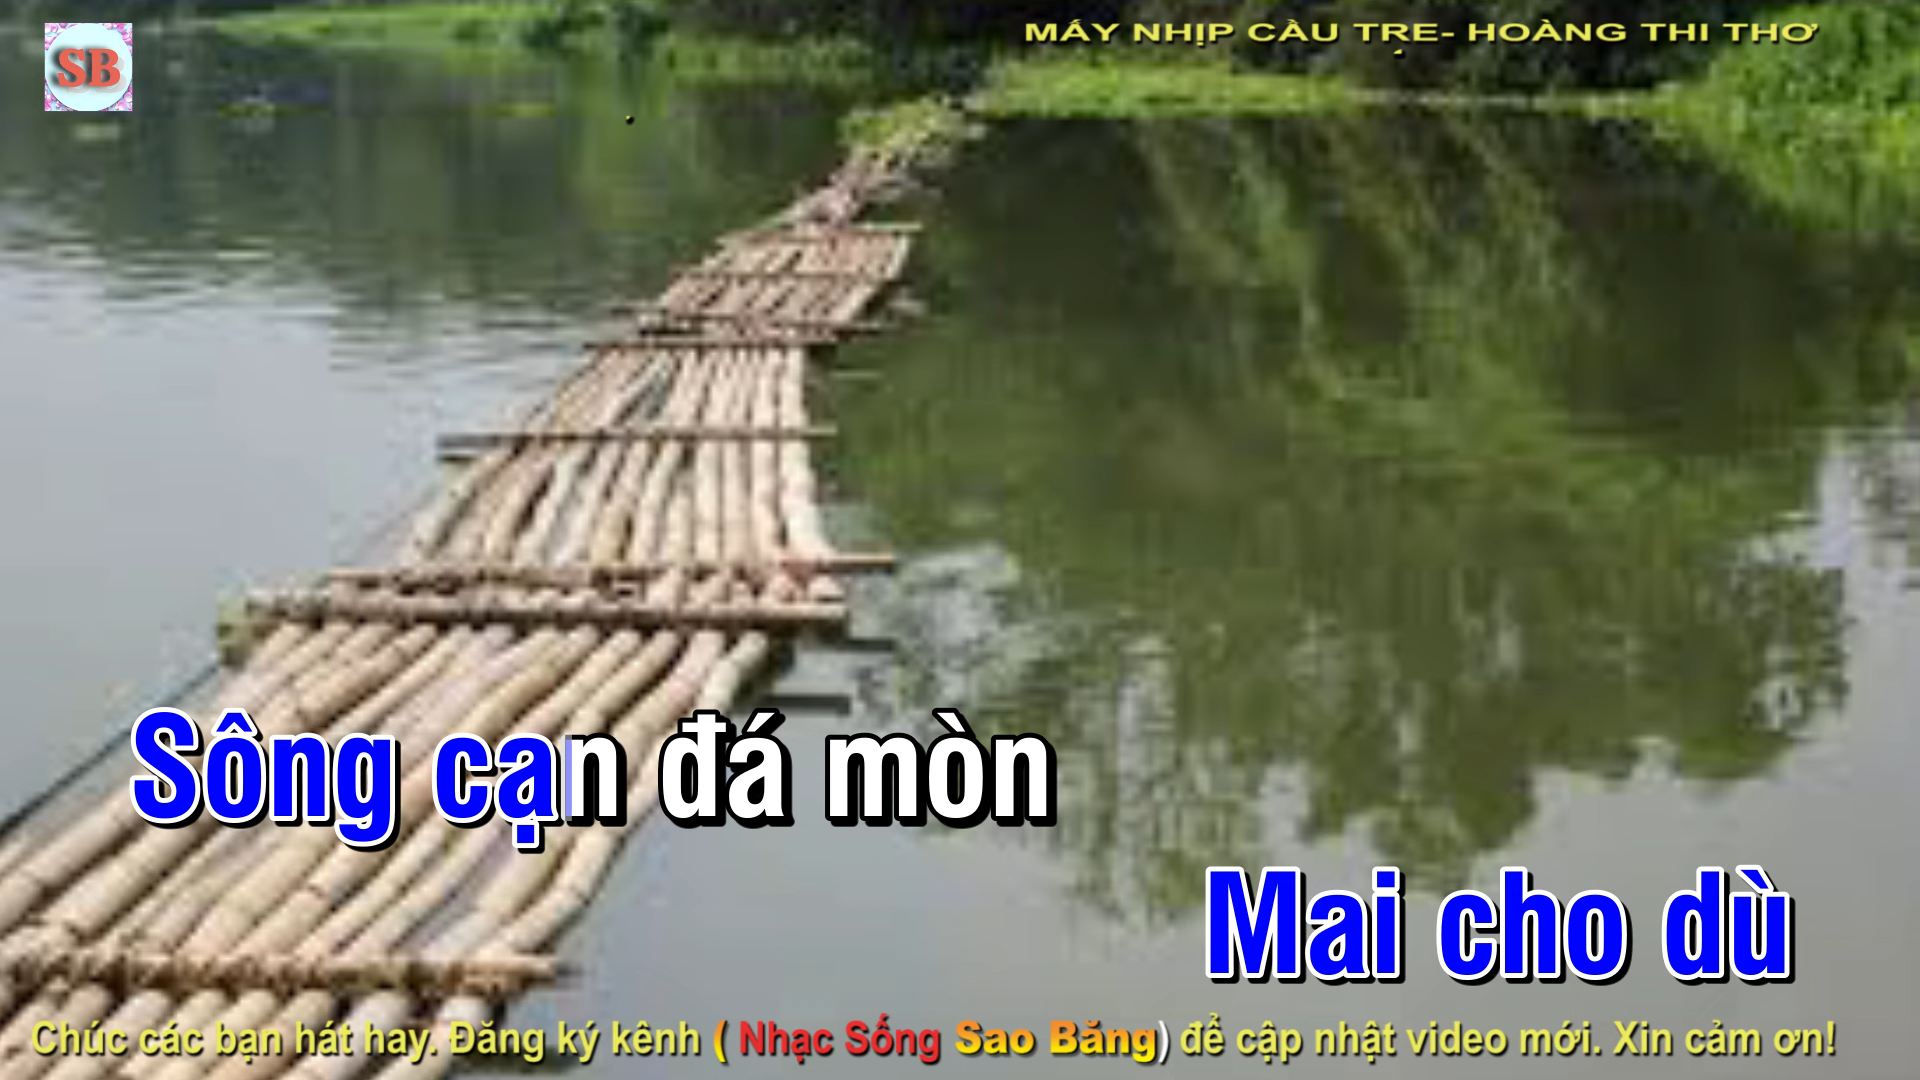 SB
MẤY NHỊP CẦU TRE- HOÀNG THI THƠ
Sông cạn đá mòn
Mai cho dù
Chúc các bạn hát hay. Đăng ký kênh ( Nhạc Sống Sao Băng) để cập nhật video mới. Xin cảm ơn!